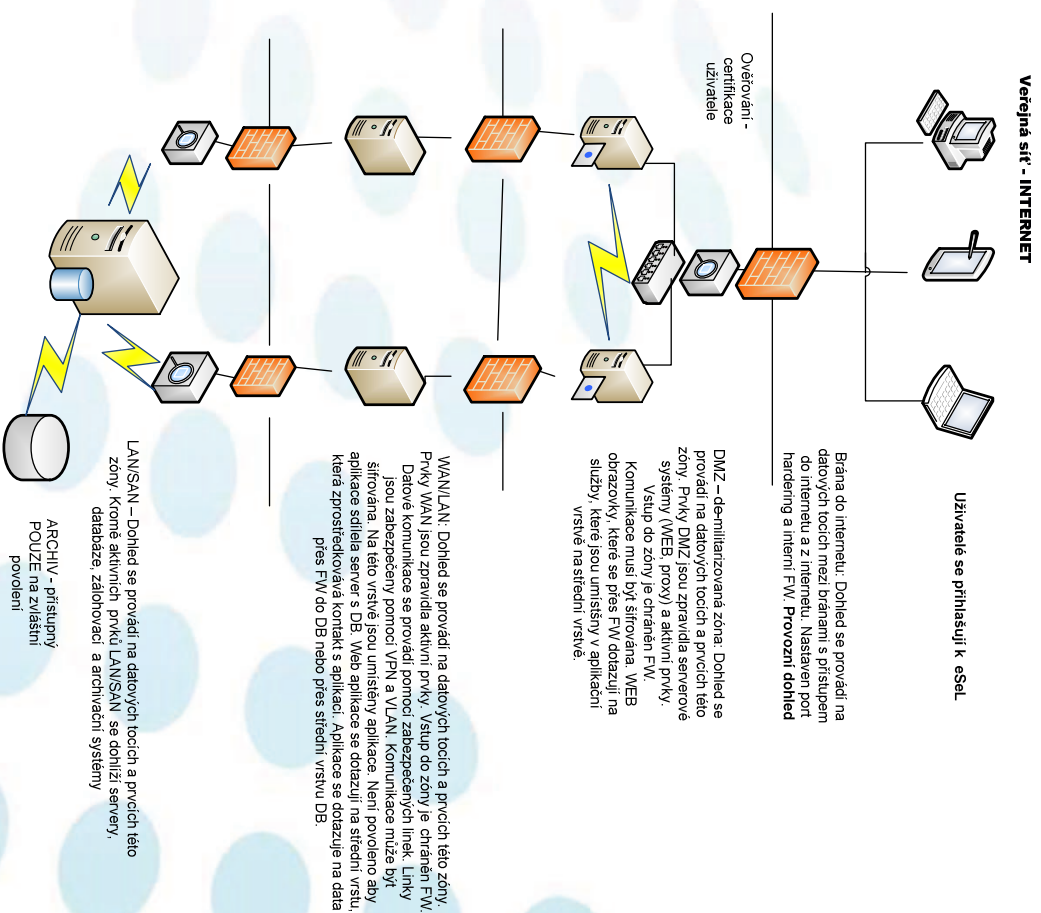 Veřejná síť - INTERNET
Uživatelé se přihlašují k eSeL
Brána do internetu: Dohled se provádí na
datových tocích mezi bránami s přístupem
do internetu a z internetu. Nastaven port
hardering a interní FW. Provozní dohled
Ověřování -
certifikace
uživatele
DMZ – de-militarizovaná zóna: Dohled se
provádí na datových tocích a prvcích této
zóny. Prvky DMZ jsou zpravidla serverové
systémy (WEB, proxy) a aktivní prvky.
Vstup do zóny je chráněn FW.
Komunikace musí být šifrována. WEB
obrazovky, které se přes FW dotazují na
služby, které jsou umistšny v aplikační
vrstvě na střední vrstvě.
WAN/LAN: Dohled se provádí na datových tocích a prvcích této zóny.
Prvky WAN jsou zpravidla aktivní prvky. Vstup do zóny je chráněn FW.
Datové komunikace se provádí pomocí zabezpečených linek. Linky
jsou zabezpečeny pomocí VPN a VLAN. Komunikace může být
šifrována. Na této vrstvě jsou umistěny aplikace. Není povoleno aby
aplikace sdílela server s DB. Web aplikace se dotazují na střední vrstu,
která zprostředkovává kontakt s aplikací. Aplikace se dotazuje na data
přes FW do DB nebo přes střední vrstvu DB.
LAN/SAN – Dohled se provádí na datových tocích a prvcích této
zóny. Kromě aktivních prvků LAN/SAN se dohlíží servery,
databáze, zálohovací a archivační systémy
ARCHIV - přístupný
POUZE na zvláštní
povolení